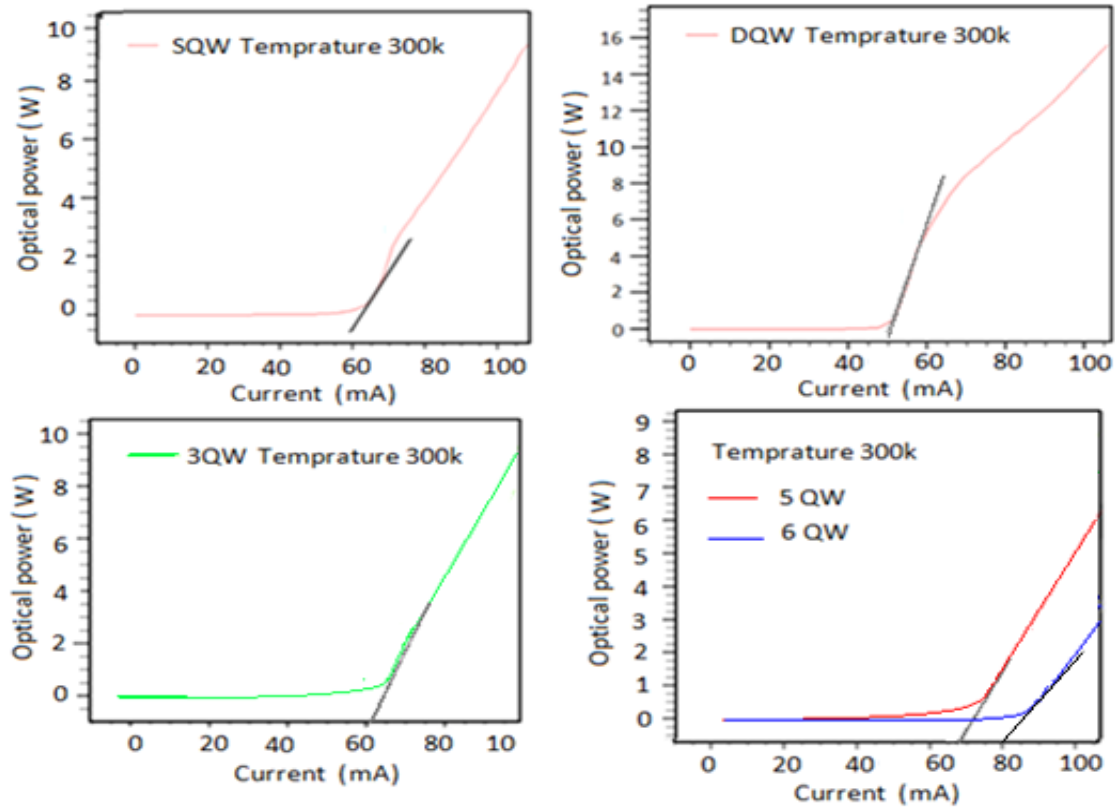 SQW Temprature 300k
Optical power ( W )
10
8
6
4
2
0
0 20 40 60 80 100
Current (mA)
DQW Temprature 300k
Optical power ( W )
16
14
12
10
8
6
4
2
0
0 20 40 60 80 100
Current (mA)
3QW Temprature 300k
Optical power ( W )
10
8
6
4
2
0
0 20 40 60 80 100
Current (mA)
Temprature 300k
5 QW
6 QW
Optical power ( W )
9
8
7
6
5
4
3
2
1
0
0 20 40 60 80 100
Current (mA)